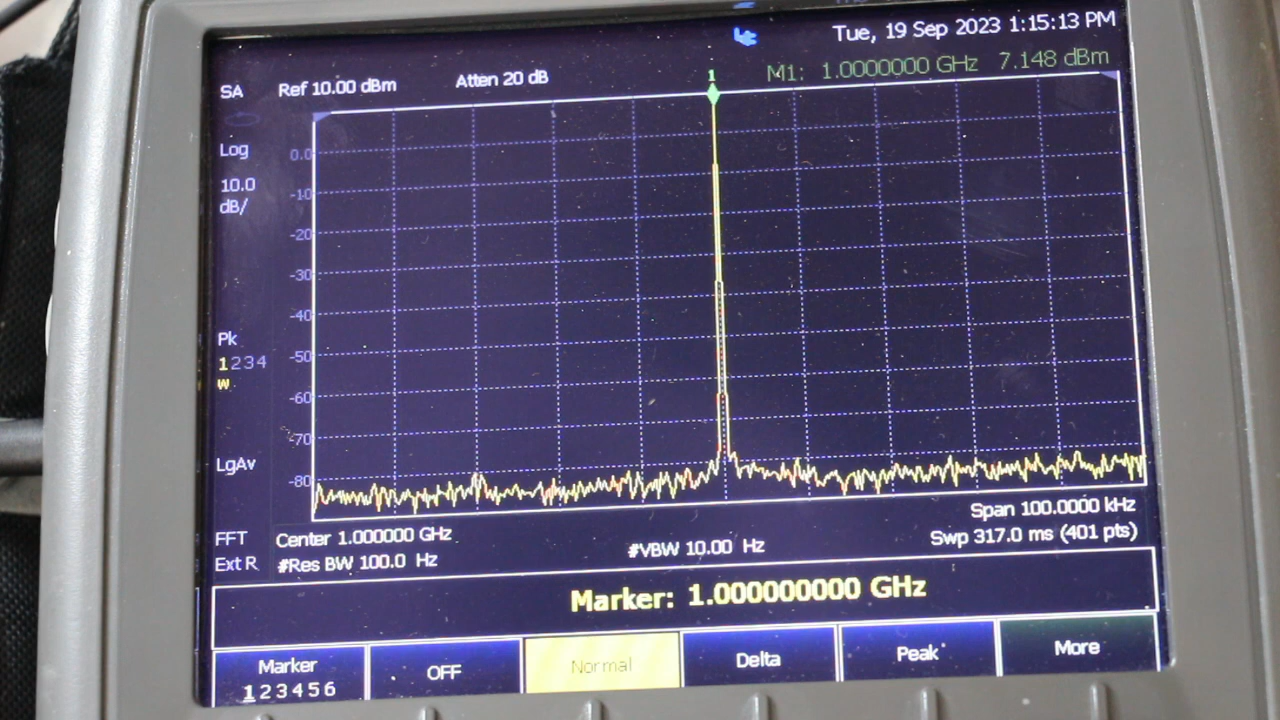 Tue, 19 Sep 2023 1:15:13 PM
SA Ref 10.00 dBm Atten 20 dB 1 M1: 1.0000000 GHz 7.148 dBm
Log
0.0
10.0
dB/
-10
-20
-30
-40
Pk
1234
W
-50
-60
-70
LgAv
-80
FFT Center 1.000000 GHz Span 100.0000 kHz
Ext R #Res BW 100.0 Hz #VBW 10.00 Hz Swp 317.0 ms (401 pts)
Marker: 1.000000000 GHz
Marker
123456
OFF
Normal
Delta
Peak
More